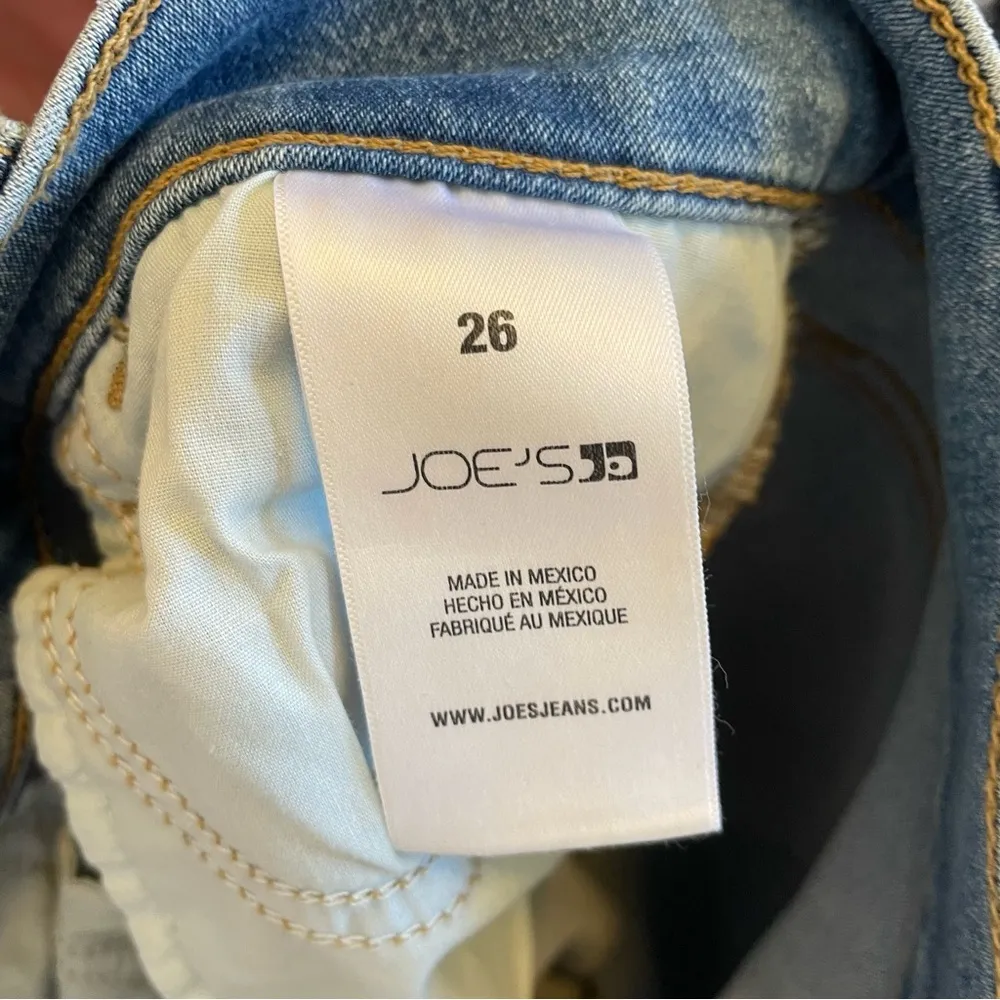 26
JOE'S
MADE IN MEXICO
HECHO EN MÉXICO
FABRIQUÉ AU MEXIQUE
WWW.JOESJEANS.COM